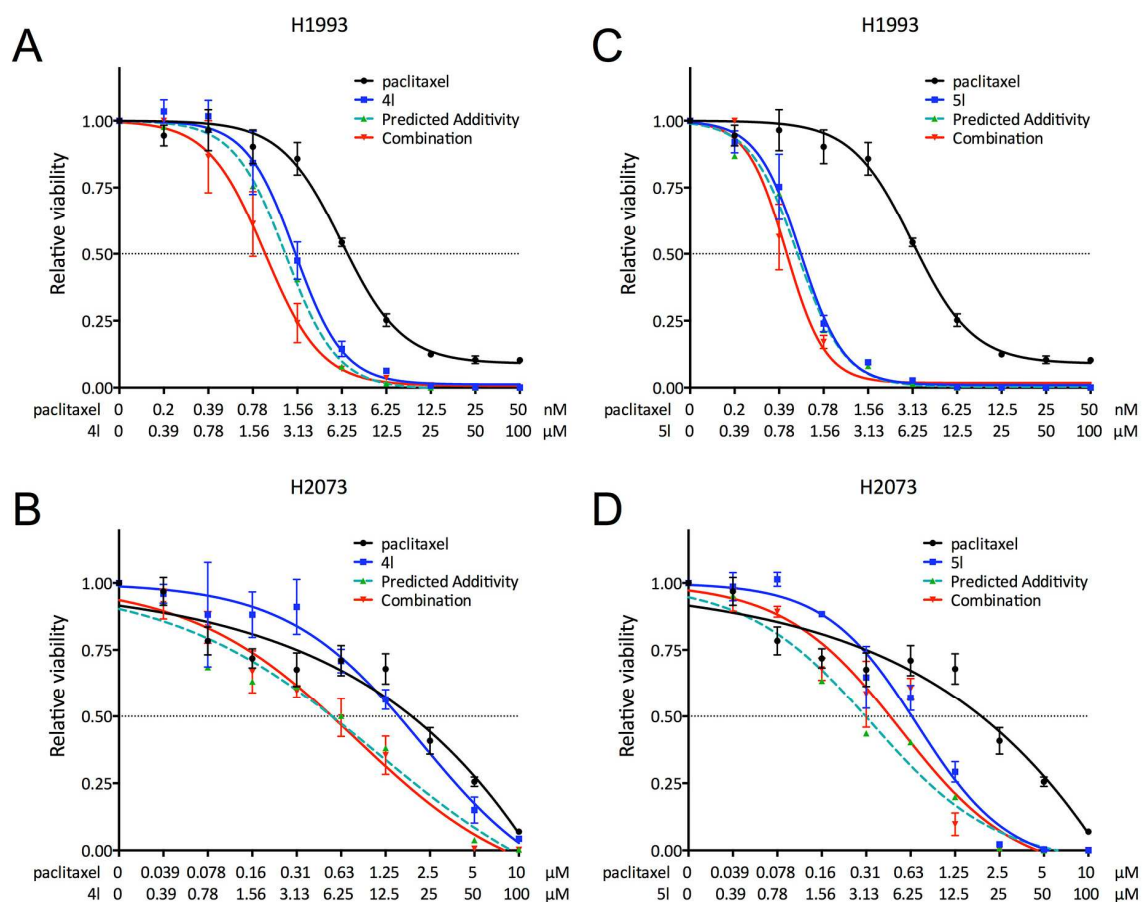 A
H1993
paclitaxel
4l
Predicted Additivity
Combination
Relative viability
1.00
0.75
0.50
0.25
0.00
paclitaxel 0 0.2 0.39 0.78 1.56 3.13 6.25 12.5 25 50 nM
4l 0 0.39 0.78 1.56 3.13 6.25 12.5 25 50 100 µM
C
H1993
paclitaxel
5l
Predicted Additivity
Combination
Relative viability
1.00
0.75
0.50
0.25
0.00
paclitaxel 0 0.2 0.39 0.78 1.56 3.13 6.25 12.5 25 50 nM
5l 0 0.39 0.78 1.56 3.13 6.25 12.5 25 50 100 µM
B
H2073
paclitaxel
4l
Predicted Additivity
Combination
Relative viability
1.00
0.75
0.50
0.25
0.00
paclitaxel 0 0.039 0.078 0.16 0.31 0.63 1.25 2.5 5 10 µM
4l 0 0.39 0.78 1.56 3.13 6.25 12.5 25 50 100 µM
D
H2073
paclitaxel
5l
Predicted Additivity
Combination
Relative viability
1.00
0.75
0.50
0.25
0.00
paclitaxel 0 0.039 0.078 0.16 0.31 0.63 1.25 2.5 5 10 µM
5l 0 0.39 0.78 1.56 3.13 6.25 12.5 25 50 100 µM